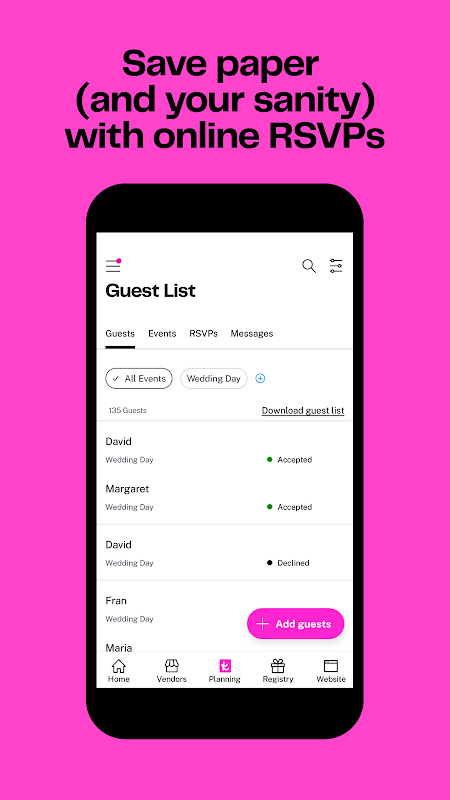 Save paper
(and your sanity)
with online RSVPs
Guest List
Guests Events RSVPs Messages
All Events Wedding Day
135 Guests Download guest list
David
Wedding Day Accepted
Margaret
Wedding Day Accepted
David
Wedding Day Declined
Fran
Wedding Day
Add guests
Maria
Home Vendors Planning Registry Website